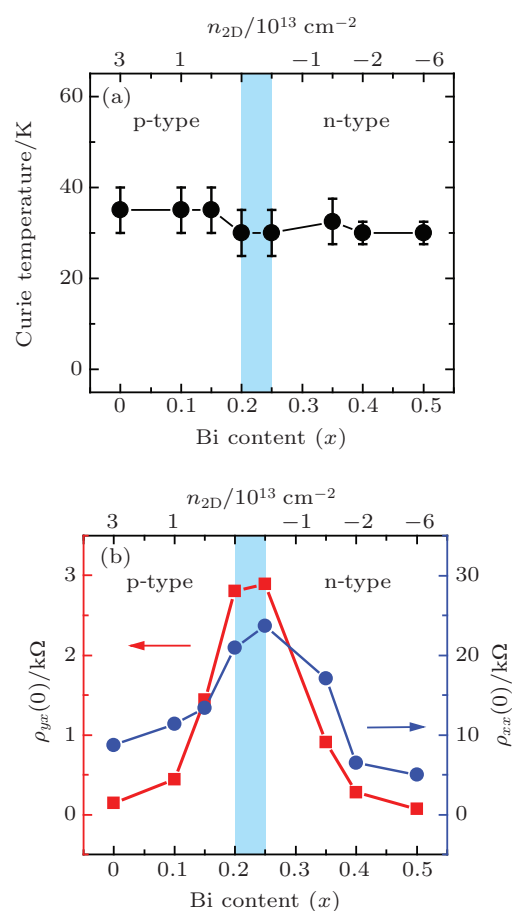 n2D/10^13 cm^-2
3 1 -1 -2 -6
(a)
p-type n-type
60
40
20
0
Curie temperature/K
0 0.1 0.2 0.3 0.4 0.5
Bi content (x)
n2D/10^13 cm^-2
3 1 -1 -2 -6
(b)
p-type n-type
3 30
2 20
1 10
0 0
ρyx(0)/kΩ
ρxx(0)/kΩ
0 0.1 0.2 0.3 0.4 0.5
Bi content (x)